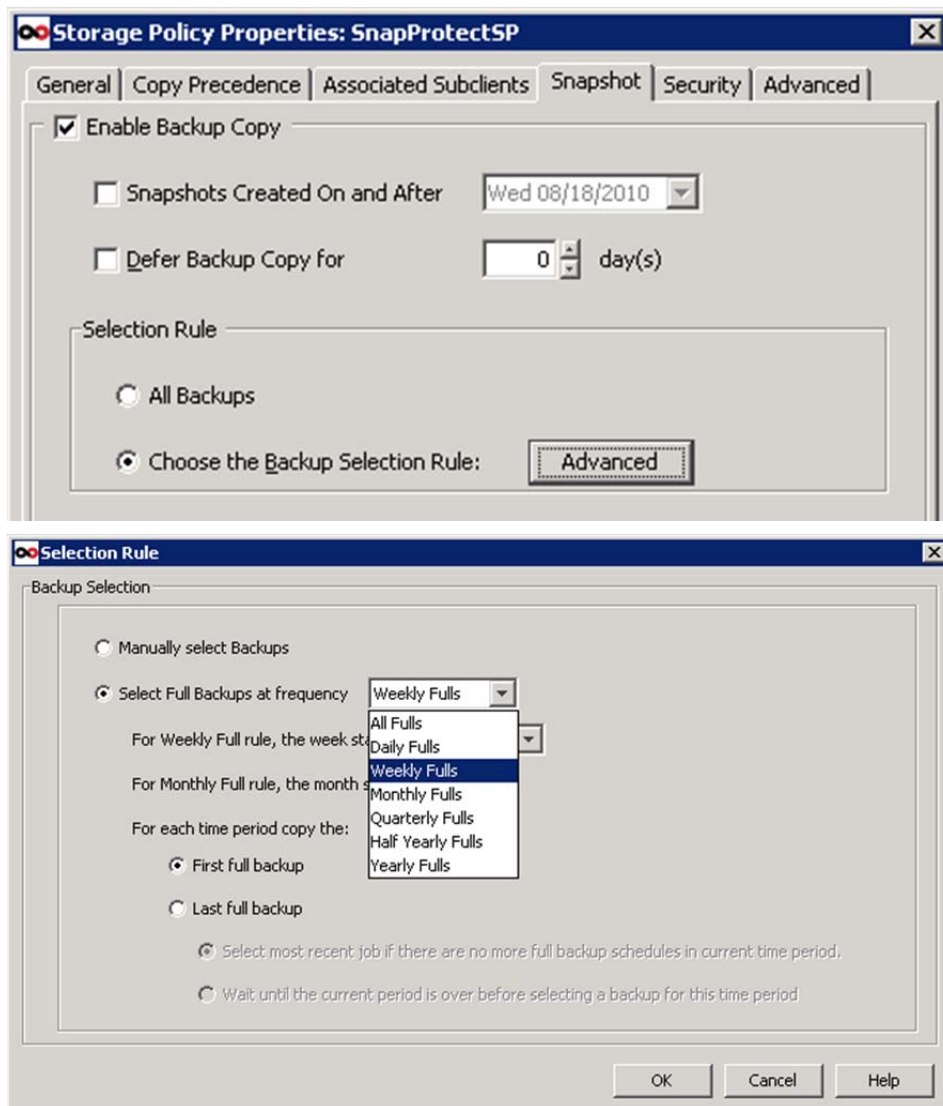 Storage Policy Properties: SnapProtectSP
General Copy Precedence Associated Subclients Snapshot Security Advanced
Enable Backup Copy
Snapshots Created On and After Wed 08/18/2010
Defer Backup Copy for 0 day(s)
Selection Rule
All Backups
Choose the Backup Selection Rule: Advanced
Selection Rule
Backup Selection
Manually select Backups
Select Full Backups at frequency Weekly Fulls
All Fulls
For Weekly Full rule, the week
Daily Fulls
Weekly Fulls
For Monthly Full rule, the month
Monthly Fulls
Quarterly Fulls
For each time period copy the:
Half Yearly Fulls
First full backup
Yearly Fulls
Last full backup
Select most recent job if there are no more full backup schedules in current time period.
Wait until the current period is over before selecting a backup for this time period
OK Cancel Help